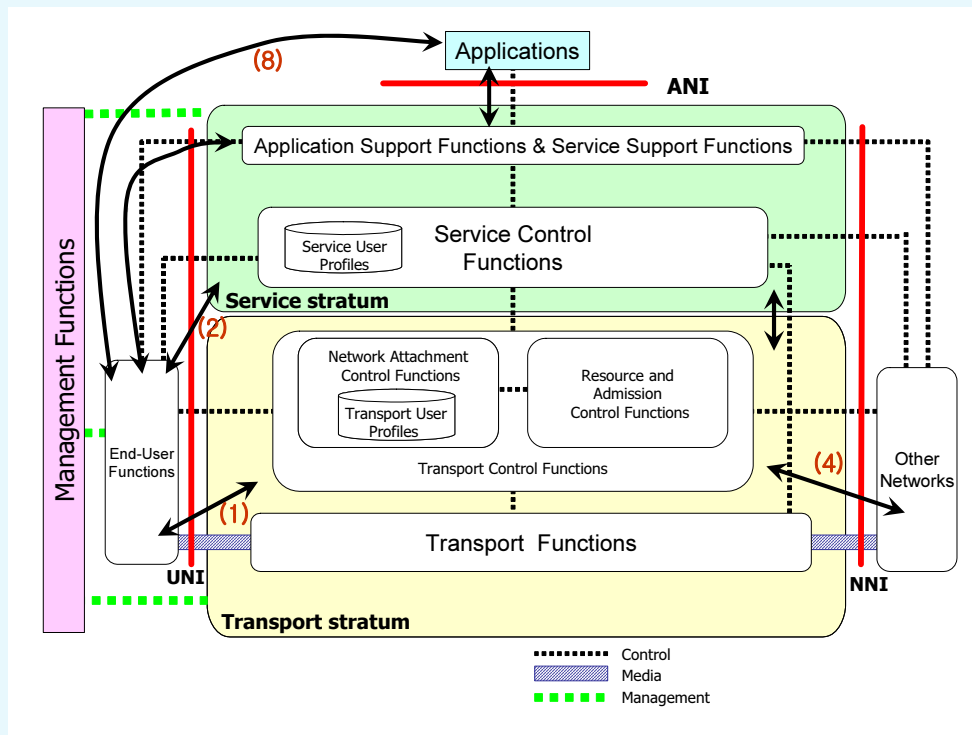 Applications
(8)
ANI
Application Support Functions & Service Support Functions
Service User
Profiles
Service Control
Functions
Service stratum
(2)
Management Functions
Network Attachment
Control Functions
Transport User
Profiles
Resource and
Admission
Control Functions
Transport Control Functions
End-User
Functions
Other
Networks
(4)
(1)
Transport Functions
UNI
NNI
Transport stratum
Control
Media
Management